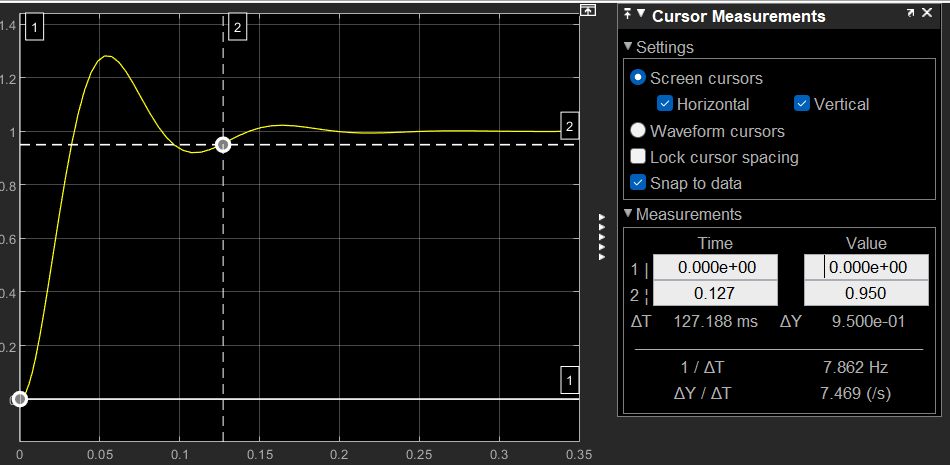 Cursor Measurements
Settings
Screen cursors
Horizontal Vertical
Waveform cursors
Lock cursor spacing
Snap to data
Measurements
Time Value
1 | 0.000e+00 0.000e+00
2 ¦ 0.127 0.950
ΔT 127.188 ms ΔY 9.500e-01
1 / ΔT 7.862 Hz
ΔY / ΔT 7.469 (/s)
1 2
1.4
1.2
1
2
0.8
0.6
0.4
0.2
1
0
0 0.05 0.1 0.15 0.2 0.25 0.3 0.35